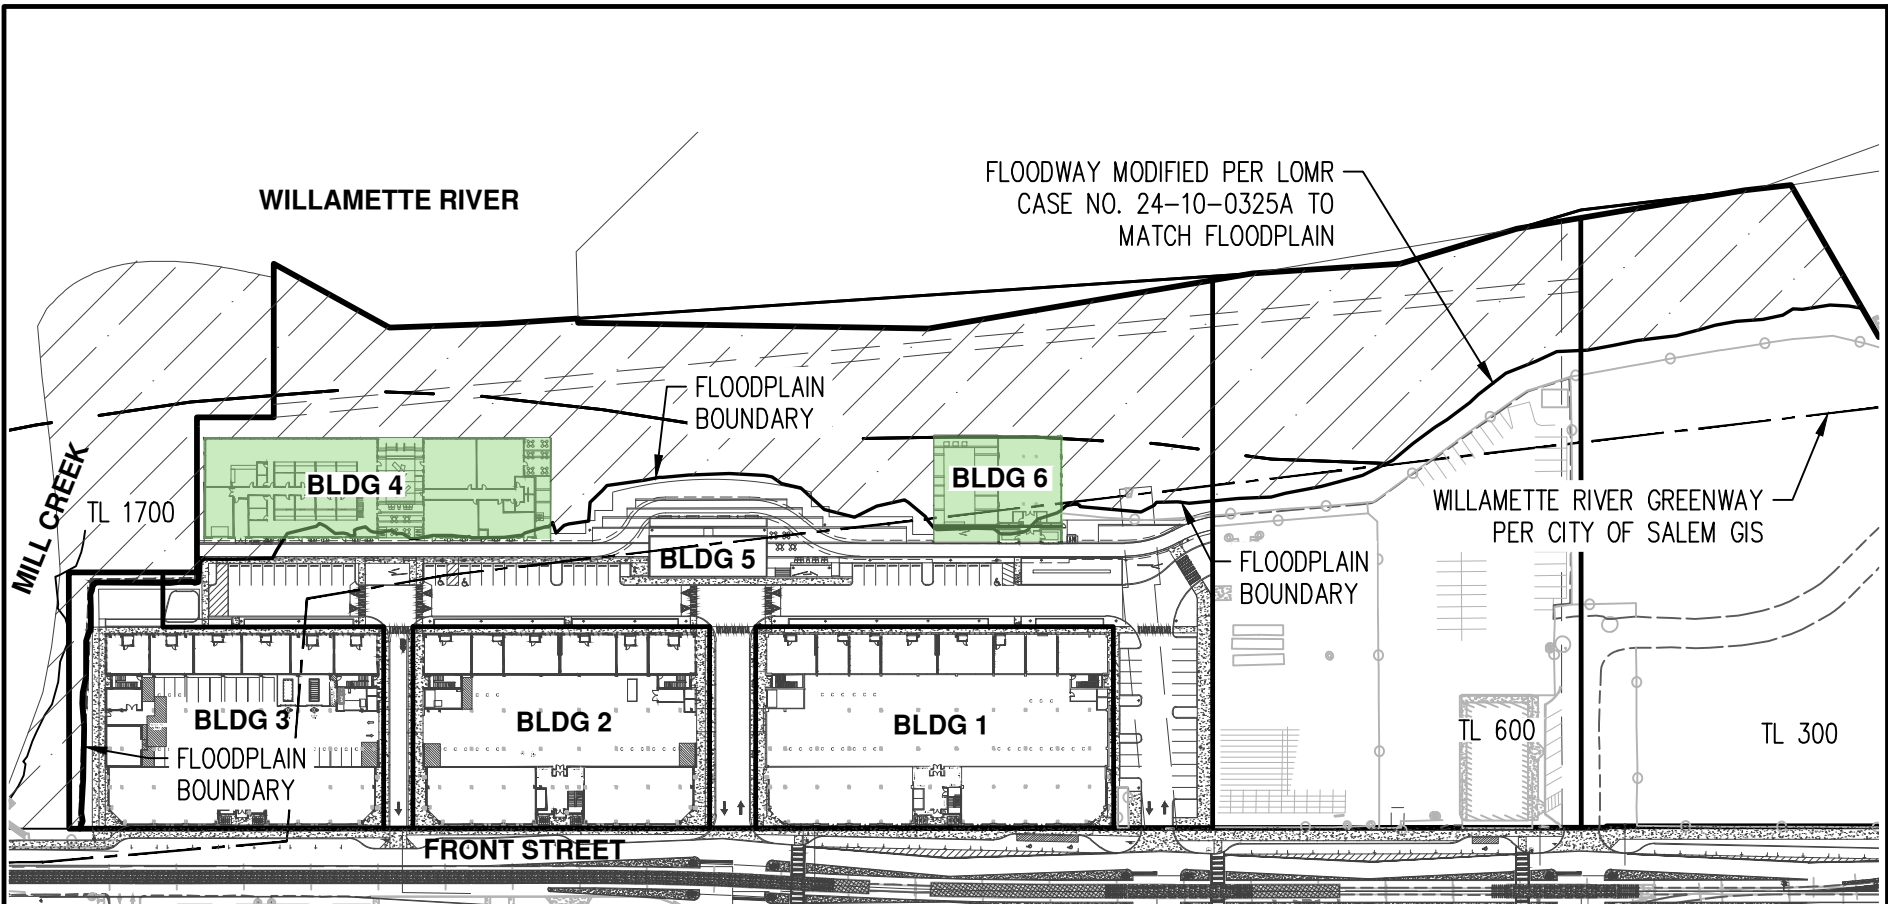 WILLAMETTE RIVER
FLOODWAY MODIFIED PER LOMR
CASE NO. 24-10-0325A TO
MATCH FLOODPLAIN
FLOODPLAIN
BOUNDARY
MILL CREEK
TL 1700
BLDG 4
BLDG 6
BLDG 5
WILLAMETTE RIVER GREENWAY
PER CITY OF SALEM GIS
FLOODPLAIN
BOUNDARY
BLDG 3
BLDG 2
BLDG 1
FLOODPLAIN
BOUNDARY
TL 600
TL 300
FRONT STREET